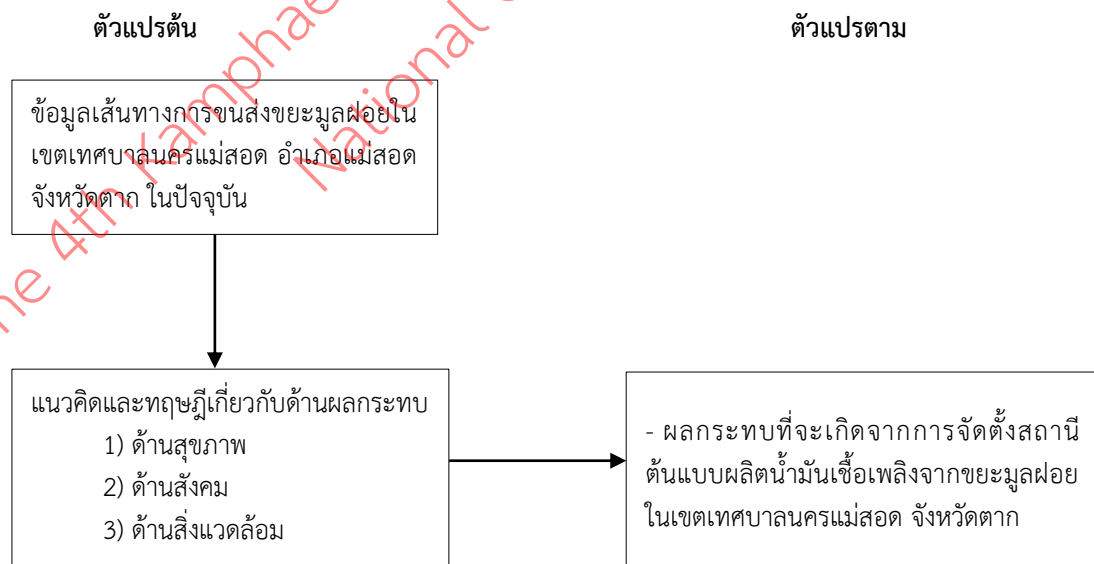 ตัวแปรต้น
ตัวแปรตาม
ข้อมูลเส้นทางการขนส่งขยะมูลฝอยใน
เขตเทศบาลนครแม่สอด อำเภอแม่สอด
จังหวัดตาก ในปัจจุบัน
แนวคิดและทฤษฎีเกี่ยวกับด้านผลกระทบ
1) ด้านสุขภาพ
2) ด้านสังคม
3) ด้านสิ่งแวดล้อม
- ผลกระทบที่จะเกิดจากการจัดตั้งสถานี
ต้นแบบผลิตน้ำมันเชื้อเพลิงจากขยะมูลฝอย
ในเขตเทศบาลนครแม่สอด จังหวัดตาก
4th Kamphae
National